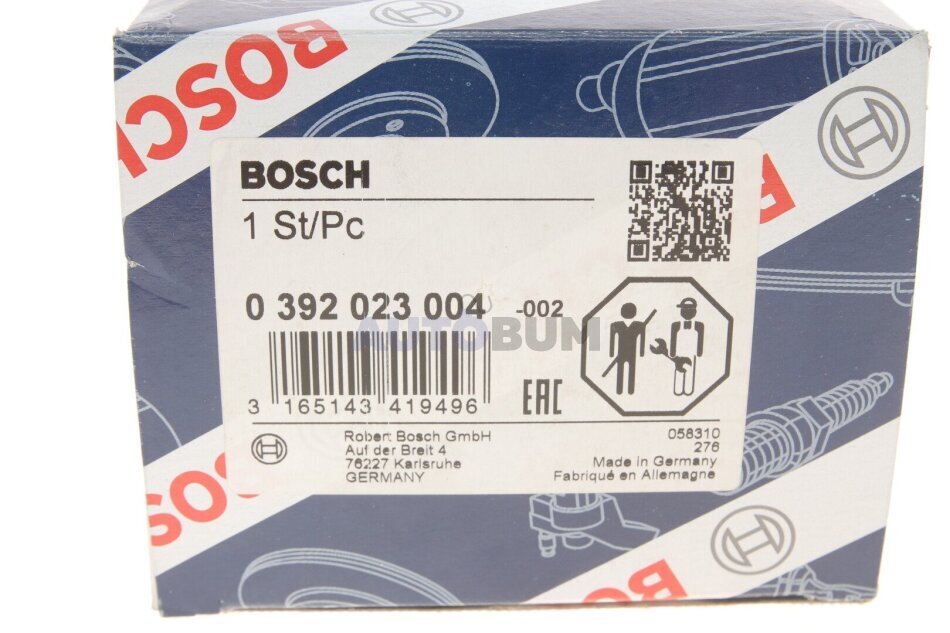 BOSCH
BOSCH
1 St/Pc
0 392 023 004 -002
AUTOBUM
3 165143 419496
EAC
Robert Bosch GmbH
Auf der Breit 4
76227 Karlsruhe
GERMANY
058310
276
Made in Germany
Fabriqué en Allemagne